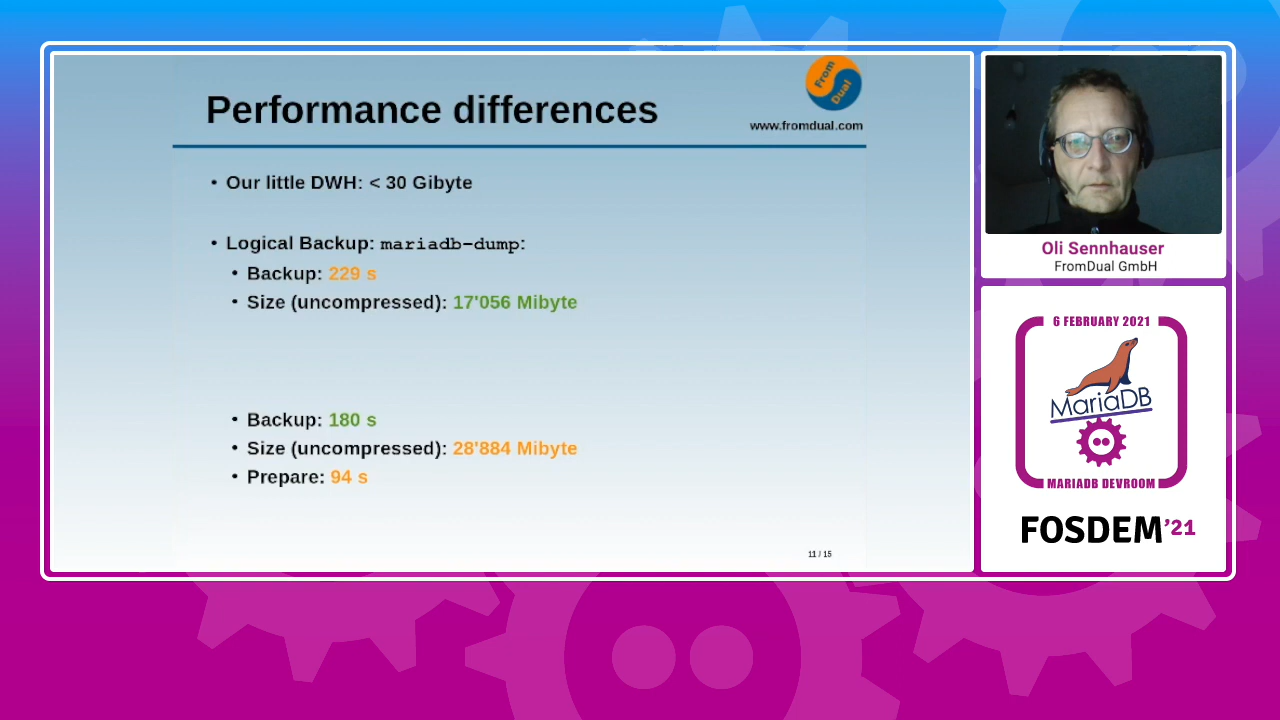 Performance differences
From
Dual
www.fromdual.com
• Our little DWH: < 30 Gibyte
• Logical Backup: mariadb-dump:
• Backup: 229 s
• Size (uncompressed): 17'056 Mibyte
• Backup: 180 s
• Size (uncompressed): 28'884 Mibyte
• Prepare: 94 s
11 / 15
Oli Sennhauser
FromDual GmbH
6 FEBRUARY 2021
MariaDB
MARIADB DEVROOM
FOSDEM'21